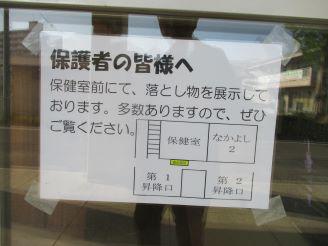 保護者の皆様へ
保健室前にて、落とし物を展示して
おります。多数ありますので、ぜひ
ご覧ください。
保健室
なかよし
2
第1
昇降口
第2
昇降口